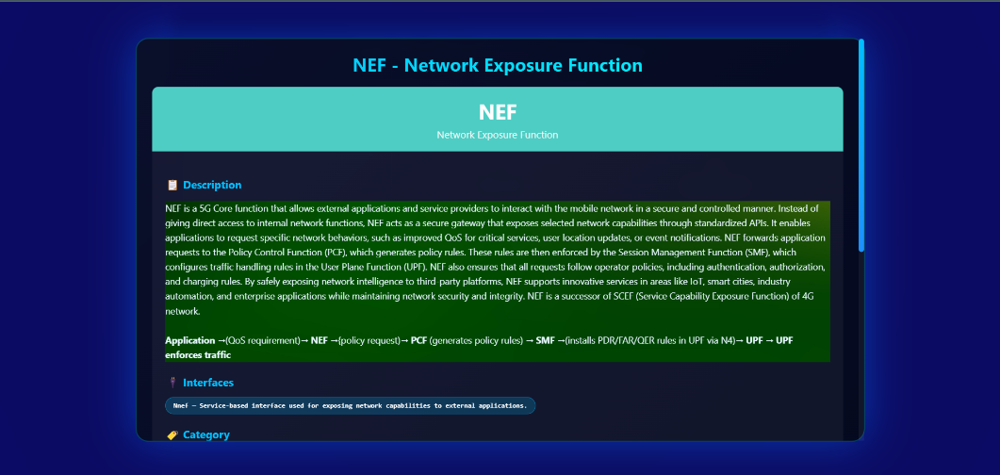 NEF - Network Exposure Function
NEF
Network Exposure Function
Description
NEF is a 5G Core function that allows external applications and service providers to interact with the mobile network in a secure and controlled manner. Instead of
giving direct access to internal network functions, NEF acts as a secure gateway that exposes selected network capabilities through standardized APIs. It enables
applications to request specific network behaviors, such as improved QoS for critical services, user location updates, or event notifications. NEF forwards application
requests to the Policy Control Function (PCF), which generates policy rules. These rules are then enforced by the Session Management Function (SMF), which
configures traffic handling rules in the User Plane Function (UPF). NEF also ensures that all requests follow operator policies, including authentication, authorization,
and charging rules. By safely exposing network intelligence to third-party platforms, NEF supports innovative services in areas like IoT, smart cities, industry
automation, and enterprise applications while maintaining network security and integrity. NEF is a successor of SCEF (Service Capability Exposure Function) of 4G
network.
Application →(QoS requirement)→ NEF →(policy request)→ PCF (generates policy rules) → SMF →(installs PDR/FAR/QER rules in UPF via N4)→ UPF → UPF
enforces traffic
Interfaces
Nnef – Service-based interface used for exposing network capabilities to external applications.
Category